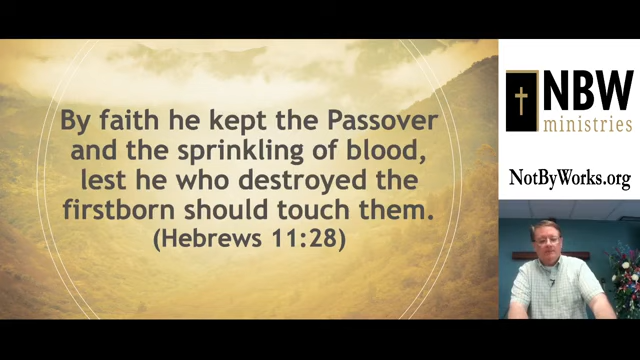 By faith he kept the Passover
and the sprinkling of blood,
lest he who destroyed the
firstborn should touch them.
(Hebrews 11:28)
NBW
ministries
NotByWorks.org